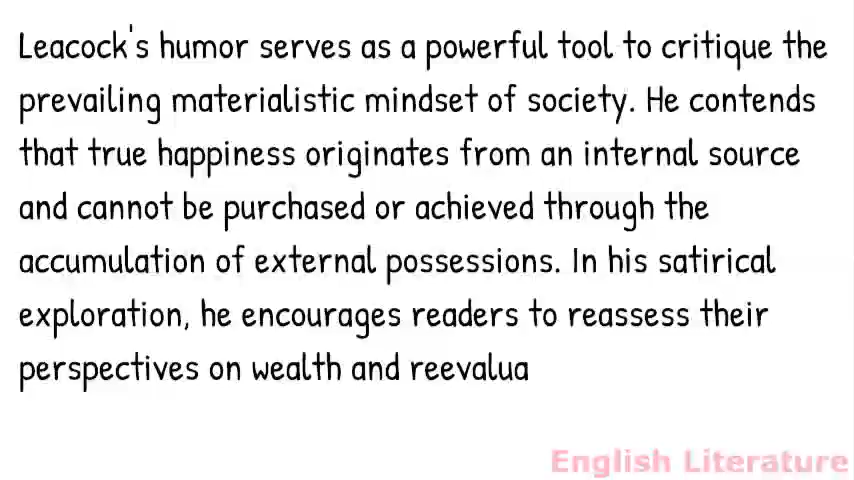 Leacock's humor serves as a powerful tool to critique the
prevailing materialistic mindset of society. He contends
that true happiness originates from an internal source
and cannot be purchased or achieved through the
accumulation of external possessions. In his satirical
exploration, he encourages readers to reassess their
perspectives on wealth and reevalua
English Literature